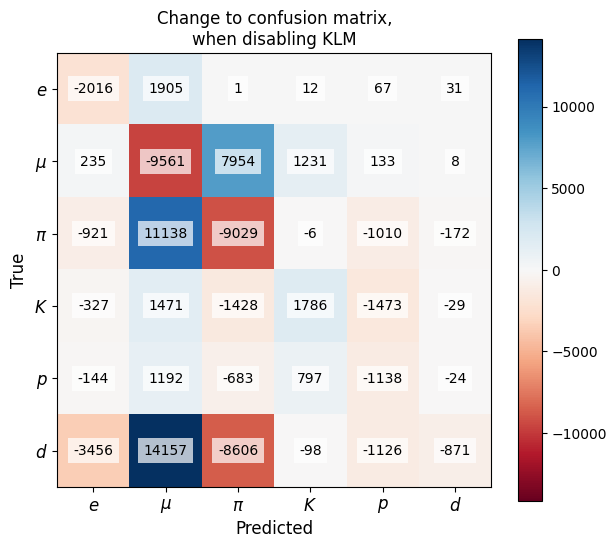 Change to confusion matrix,
when disabling KLM
e -2016 1905 1 12 67 31
μ 235 -9561 7954 1231 133 8
π -921 11138 -9029 -6 -1010 -172
K -327 1471 -1428 1786 -1473 -29
p -144 1192 -683 797 -1138 -24
d -3456 14157 -8606 -98 -1126 -871
e μ π K p d
Predicted
True
10000
5000
0
−5000
−10000